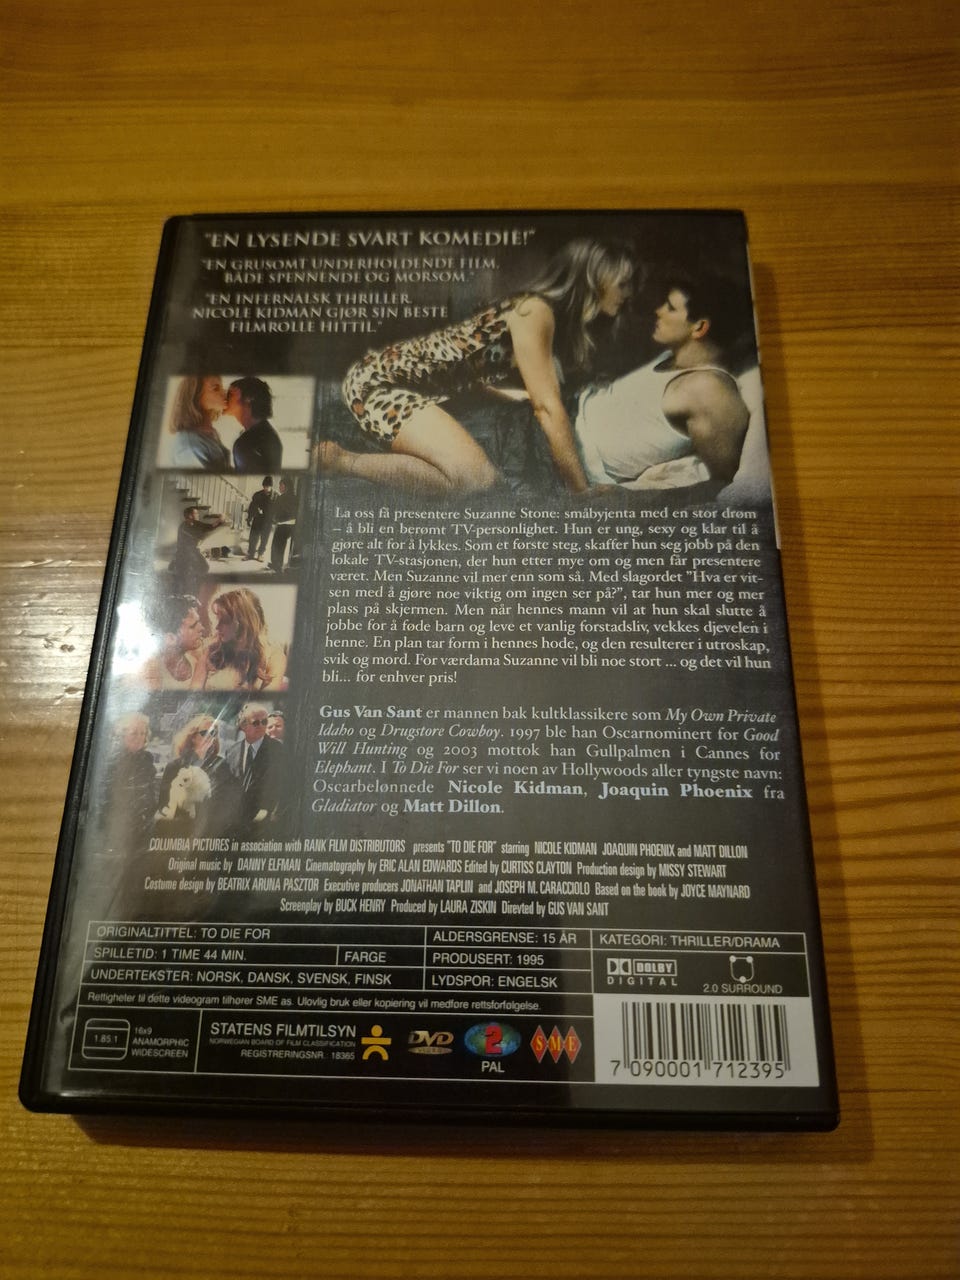 "EN LYSENDE SVART KOMEDIE!"
"EN GRUSOMT UNDERHOLDENDE FILM,
BÅDE SPENNENDE OG MORSOM."
"EN INFERNALSK THRILLER.
NICOLE KIDMAN GJØR SIN BESTE
FILMROLLE HITTIL."
La oss få presentere Suzanne Stone: småbyjenta med en stor drøm
– å bli en berømt TV-personlighet. Hun er ung, sexy og klar til å
gjøre alt for å lykkes. Som et første steg, skaffer hun seg jobb på den
lokale TV-stasjonen, der hun etter mye om og men får presentere
været. Men Suzanne vil mer enn som så. Med slagordet "Hva er vit-
sen med å gjøre noe viktig om ingen ser på?", tar hun mer og mer
plass på skjermen. Men når hennes mann vil at hun skal slutte å
jobbe for å føde barn og leve et vanlig forstadsliv, vekkes djevelen i
henne. En plan tar form i hennes hode, og den resulterer i utroskap,
svik og mord. For værdama Suzanne vil bli noe stort ... og det vil hun
bli... for enhver pris!
Gus Van Sant er mannen bak kultklassikere som My Own Private
Idaho og Drugstore Cowboy. 1997 ble han Oscarnominert for Good
Will Hunting og 2003 mottok han Gullpalmen i Cannes for
Elephant. I To Die For ser vi noen av Hollywoods aller tyngste navn:
Oscarbelønnede Nicole Kidman, Joaquin Phoenix fra
Gladiator og Matt Dillon.
COLUMBIA PICTURES in association with RANK FILM DISTRIBUTORS presents "TO DIE FOR" starring NICOLE KIDMAN JOAQUIN PHOENIX and MATT DILLON
Original music by DANNY ELFMAN Cinematography by ERIC ALAN EDWARDS Edited by CURTISS CLAYTON Production design by MISSY STEWART
Costume design by BEATRIX ARUNA PASZTOR Executive producers JONATHAN TAPLIN and JOSEPH M. CARACCIOLO Based on the book by JOYCE MAYNARD
Screenplay by BUCK HENRY Produced by LAURA ZISKIN Direvted by GUS VAN SANT
ORIGINALTITTEL: TO DIE FOR
ALDERSGRENSE: 15 ÅR
KATEGORI: THRILLER/DRAMA
SPILLETID: 1 TIME 44 MIN.
FARGE
PRODUSERT: 1995
UNDERTEKSTER: NORSK, DANSK, SVENSK, FINSK
LYDSPOR: ENGELSK
DOLBY
DIGITAL
2.0 SURROUND
Rettigheter til dette videogram tilhører SME as. Ulovlig bruk eller kopiering vil medføre rettsforfølgelse.
1.85:1
16x9
ANAMORPHIC
WIDESCREEN
STATENS FILMTILSYN
NORWEGIAN BOARD OF FILM CLASSIFICATION
REGISTRERINGSNR. 18365
DVD
VIDEO
2
PAL
SME
7 090001 712395